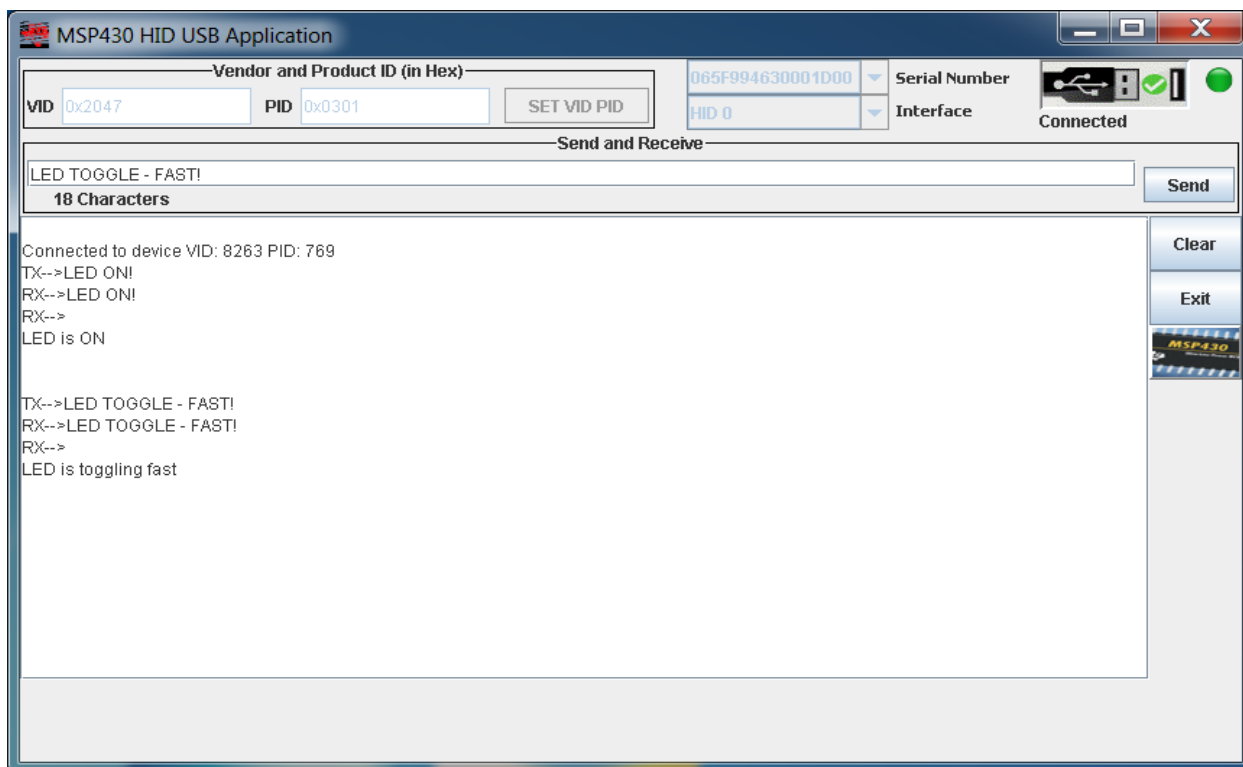 MSP430 HID USB Application
Vendor and Product ID (in Hex)
VID 0x2047 PID 0x0301 SET VID PID
065F994630001D00 Serial Number
HID 0 Interface
Connected
Send and Receive
LED TOGGLE - FAST!
18 Characters
Send
Connected to device VID: 8263 PID: 769
TX-->LED ON!
RX-->LED ON!
RX-->
LED is ON
TX-->LED TOGGLE - FAST!
RX-->LED TOGGLE - FAST!
RX-->
LED is toggling fast
Clear
Exit
MSP430